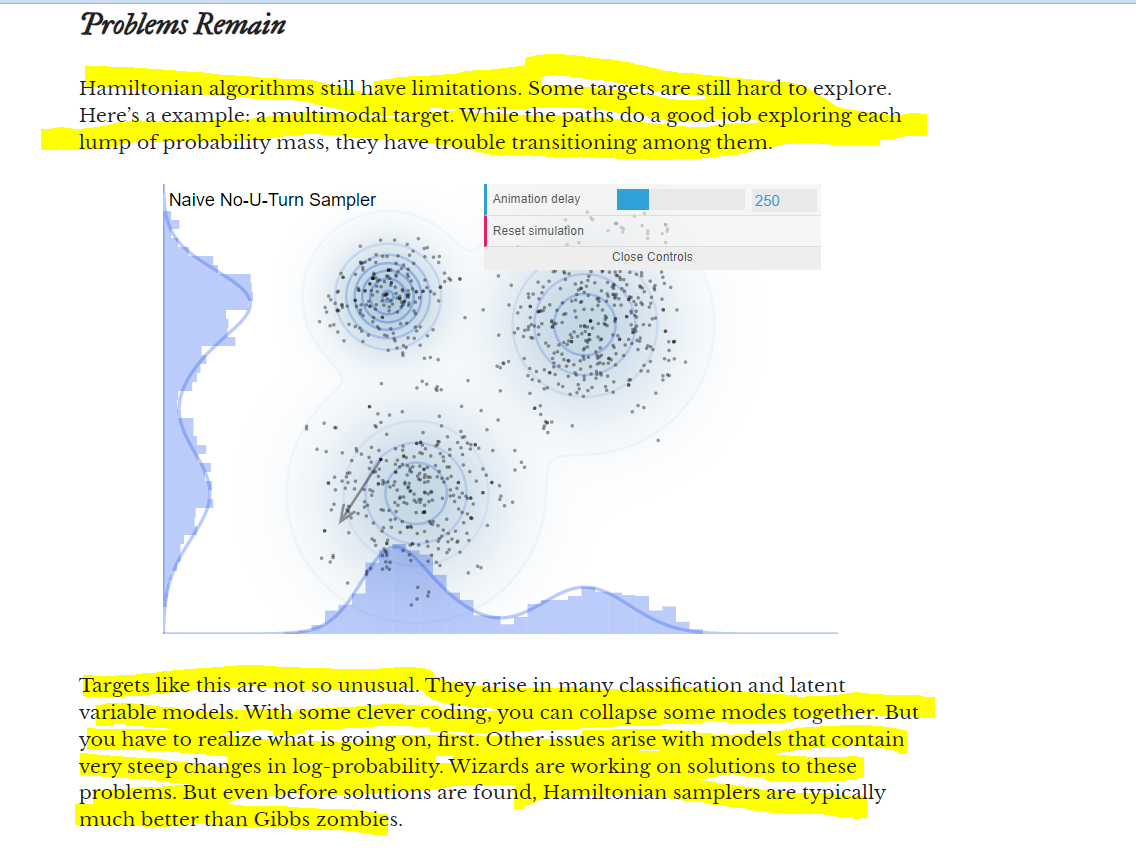 Problems Remain
Hamiltonian algorithms still have limitations. Some targets are still hard to explore.
Here's a example: a multimodal target. While the paths do a good job exploring each
lump of probability mass, they have trouble transitioning among them.
Naive No-U-Turn Sampler
Animation delay 250
Reset simulation
Close Controls
Targets like this are not so unusual. They arise in many classification and latent
variable models. With some clever coding, you can collapse some modes together. But
you have to realize what is going on, first. Other issues arise with models that contain
very steep changes in log-probability. Wizards are working on solutions to these
problems. But even before solutions are found, Hamiltonian samplers are typically
much better than Gibbs zombies.